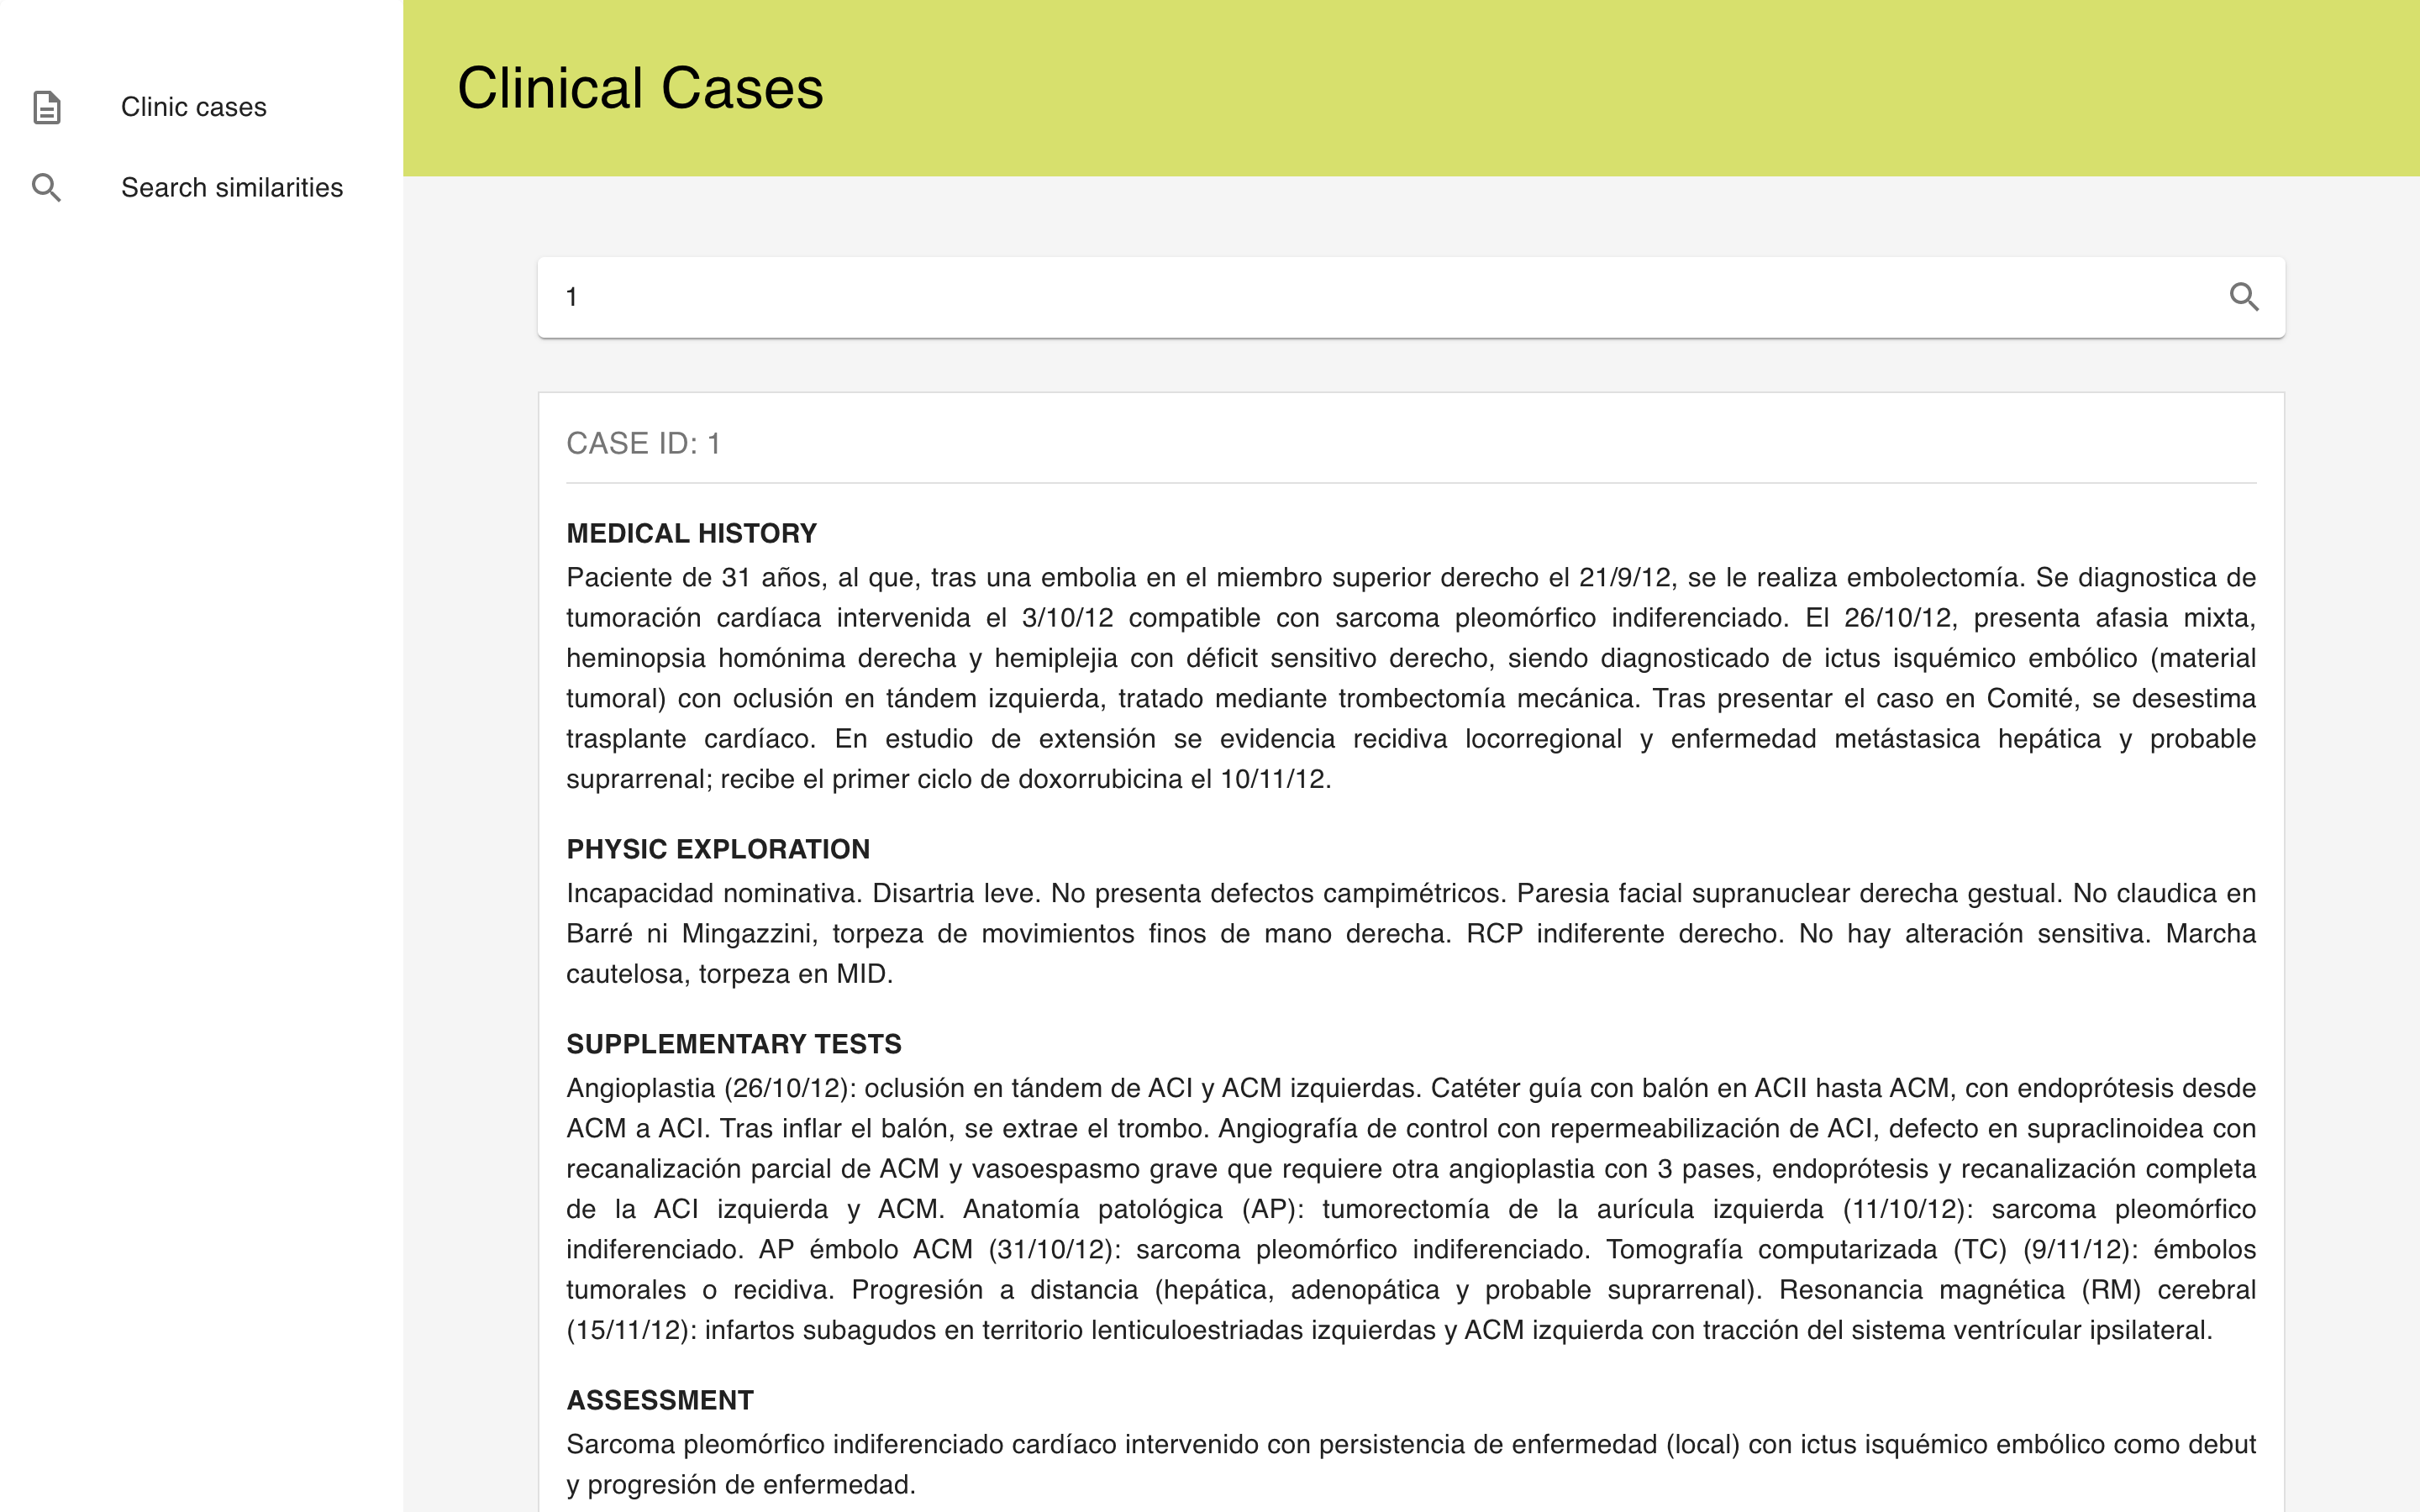 Clinic cases
Search similarities
Clinical Cases
1
CASE ID: 1
MEDICAL HISTORY
Paciente de 31 años, al que, tras una embolia en el miembro superior derecho el 21/9/12, se le realiza embolectomía. Se diagnostica de
tumoración cardíaca intervenida el 3/10/12 compatible con sarcoma pleomórfico indiferenciado. El 26/10/12, presenta afasia mixta,
heminopsia homónima derecha y hemiplejia con déficit sensitivo derecho, siendo diagnosticado de ictus isquémico embólico (material
tumoral) con oclusión en tándem izquierda, tratado mediante trombectomía mecánica. Tras presentar el caso en Comité, se desestima
trasplante cardíaco. En estudio de extensión se evidencia recidiva locorregional y enfermedad metástasica hepática y probable
suprarrenal; recibe el primer ciclo de doxorrubicina el 10/11/12.
PHYSIC EXPLORATION
Incapacidad nominativa. Disartria leve. No presenta defectos campimétricos. Paresia facial supranuclear derecha gestual. No claudica en
Barré ni Mingazzini, torpeza de movimientos finos de mano derecha. RCP indiferente derecho. No hay alteración sensitiva. Marcha
cautelosa, torpeza en MID.
SUPPLEMENTARY TESTS
Angioplastia (26/10/12): oclusión en tándem de ACI y ACM izquierdas. Catéter guía con balón en ACII hasta ACM, con endoprótesis desde
ACM a ACI. Tras inflar el balón, se extrae el trombo. Angiografía de control con repermeabilización de ACI, defecto en supraclinoidea con
recanalización parcial de ACM y vasoespasmo grave que requiere otra angioplastia con 3 pases, endoprótesis y recanalización completa
de la ACI izquierda y ACM. Anatomía patológica (AP): tumorectomía de la aurícula izquierda (11/10/12): sarcoma pleomórfico
indiferenciado. AP émbolo ACM (31/10/12): sarcoma pleomórfico indiferenciado. Tomografía computarizada (TC) (9/11/12): émbolos
tumorales o recidiva. Progresión a distancia (hepática, adenopática y probable suprarrenal). Resonancia magnética (RM) cerebral
(15/11/12): infartos subagudos en territorio lenticuloestriadas izquierdas y ACM izquierda con tracción del sistema ventrícular ipsilateral.
ASSESSMENT
Sarcoma pleomórfico indiferenciado cardíaco intervenido con persistencia de enfermedad (local) con ictus isquémico embólico como debut
y progresión de enfermedad.